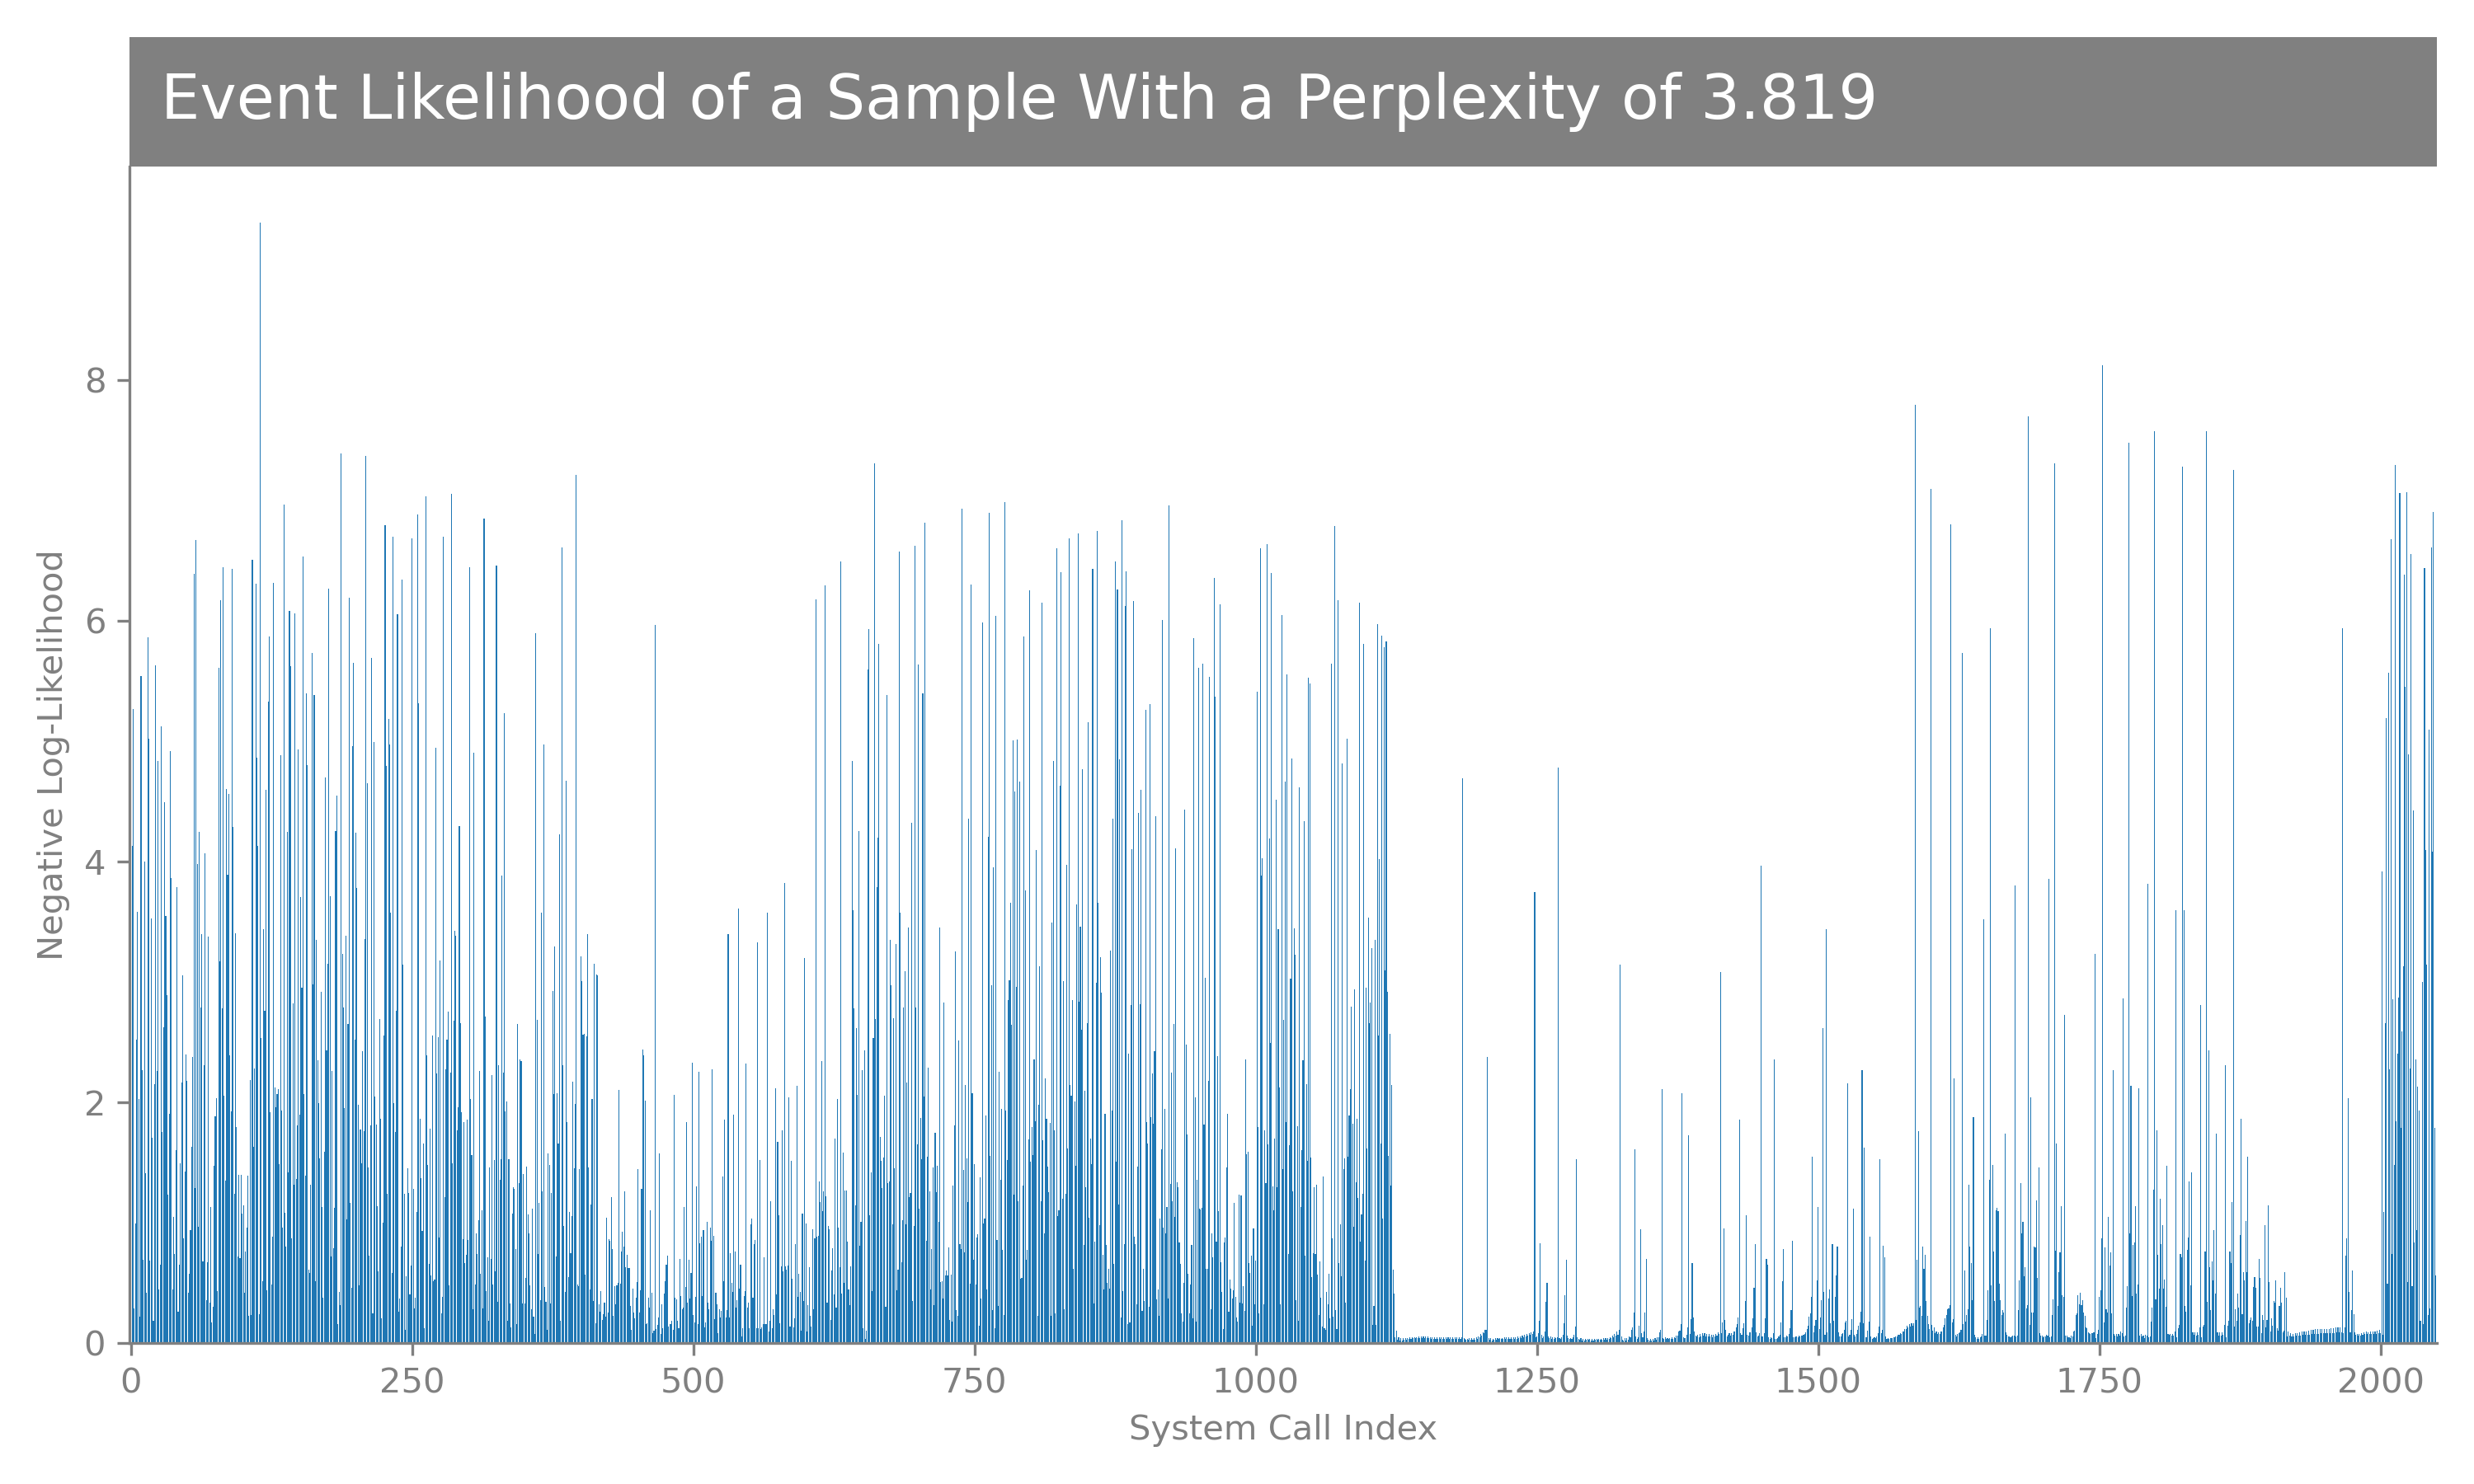 Event Likelihood of a Sample With a Perplexity of 3.819
Negative Log-Likelihood
8
6
4
2
0
0 250 500 750 1000 1250 1500 1750 2000
System Call Index